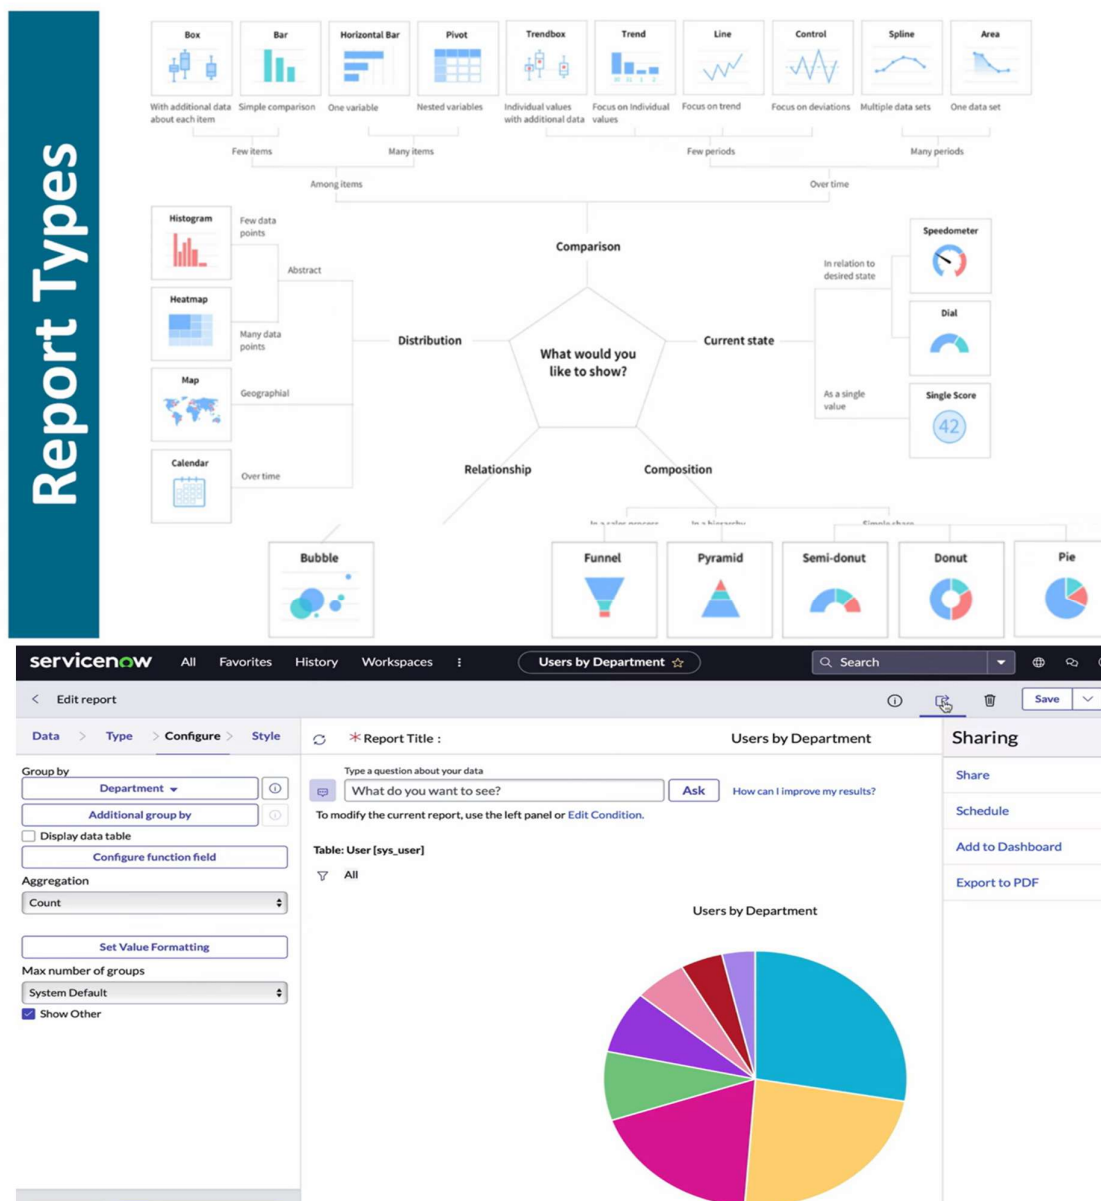 Report Types
Box
Bar
Horizontal Bar
Pivot
Trendbox
Trend
Line
Control
Spline
Area
With additional data
about each item
Simple comparison
One variable
Nested variables
Individual values
with additional data
Focus on Individual
values
Focus on trend
Focus on deviations
Multiple data sets
One data set
Few items
Many items
Few periods
Many periods
Among items
Over time
Comparison
Histogram
Few data
points
Abstract
Heatmap
Many data
points
Distribution
Map
Geographial
Calendar
Over time
What would you
like to show?
Current state
In relation to
desired state
Speedometer
Dial
As a single
value
Single Score
42
Relationship
Composition
In a sales process
In a hierarchy
Simple share
Bubble
Funnel
Pyramid
Semi-donut
Donut
Pie
servicenow
All
Favorites
History
Workspaces
Users by Department
Search
Edit report
Save
Data
Type
Configure
Style
Report Title :
Users by Department
Sharing
Group by
Department
Additional group by
Display data table
Configure function field
Aggregation
Count
Set Value Formatting
Max number of groups
System Default
Show Other
Type a question about your data
What do you want to see?
Ask
How can I improve my results?
To modify the current report, use the left panel or Edit Condition.
Table: User [sys_user]
All
Users by Department
Share
Schedule
Add to Dashboard
Export to PDF